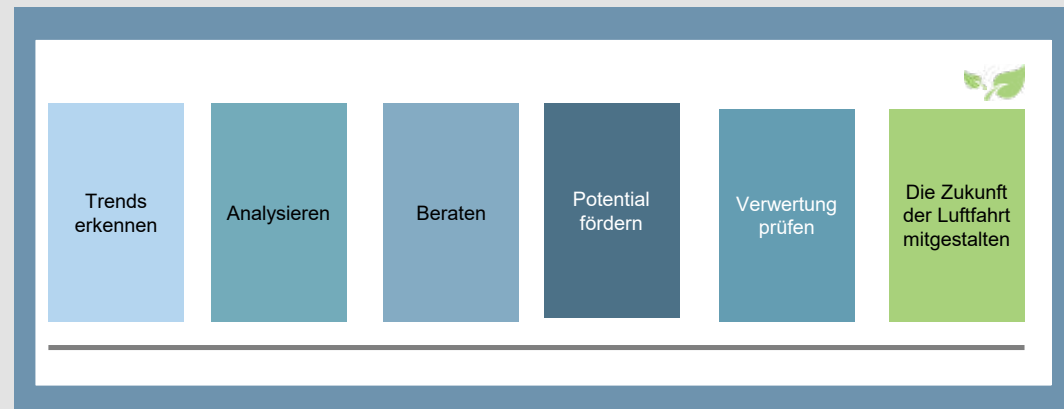 Trends
erkennen
Analysieren
Beraten
Potential
fördern
Verwertung
prüfen
Die Zukunft
der Luftfahrt
mitgestalten